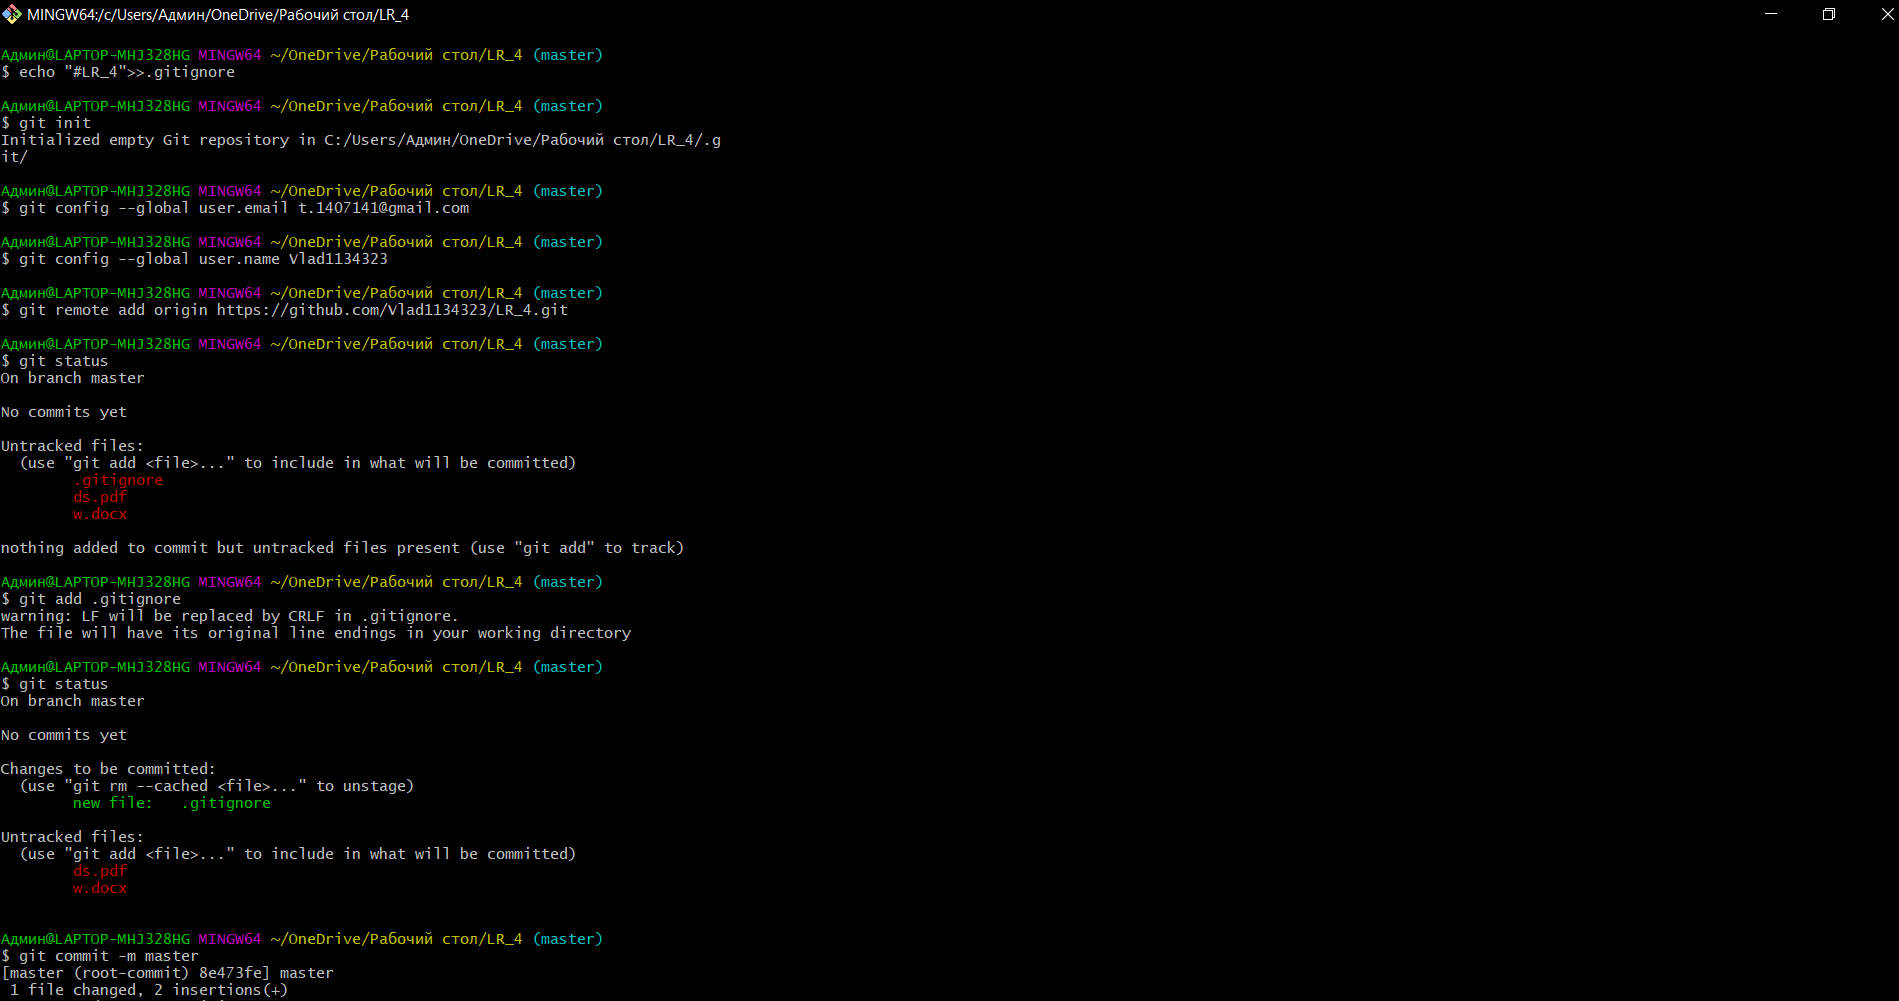 MINGW64:/c/Users/Админ/OneDrive/Рабочий стол/LR_4
Админ@LAPTOP-MHJ328HG MINGW64 ~/OneDrive/Рабочий стол/LR_4 (master)
$ echo "#LR_4">>.gitignore
Админ@LAPTOP-MHJ328HG MINGW64 ~/OneDrive/Рабочий стол/LR_4 (master)
$ git init
Initialized empty Git repository in C:/Users/Админ/OneDrive/Рабочий стол/LR_4/.g
it/
Админ@LAPTOP-MHJ328HG MINGW64 ~/OneDrive/Рабочий стол/LR_4 (master)
$ git config --global user.email t.1407141@gmail.com
Админ@LAPTOP-MHJ328HG MINGW64 ~/OneDrive/Рабочий стол/LR_4 (master)
$ git config --global user.name Vlad1134323
Админ@LAPTOP-MHJ328HG MINGW64 ~/OneDrive/Рабочий стол/LR_4 (master)
$ git remote add origin https://github.com/Vlad1134323/LR_4.git
Админ@LAPTOP-MHJ328HG MINGW64 ~/OneDrive/Рабочий стол/LR_4 (master)
$ git status
On branch master
No commits yet
Untracked files:
  (use "git add <file>..." to include in what will be committed)
        .gitignore
        ds.pdf
        w.docx
nothing added to commit but untracked files present (use "git add" to track)
Админ@LAPTOP-MHJ328HG MINGW64 ~/OneDrive/Рабочий стол/LR_4 (master)
$ git add .gitignore
warning: LF will be replaced by CRLF in .gitignore.
The file will have its original line endings in your working directory
Админ@LAPTOP-MHJ328HG MINGW64 ~/OneDrive/Рабочий стол/LR_4 (master)
$ git status
On branch master
No commits yet
Changes to be committed:
  (use "git rm --cached <file>..." to unstage)
        new file:   .gitignore
Untracked files:
  (use "git add <file>..." to include in what will be committed)
        ds.pdf
        w.docx
Админ@LAPTOP-MHJ328HG MINGW64 ~/OneDrive/Рабочий стол/LR_4 (master)
$ git commit -m master
[master (root-commit) 8e473fe] master
 1 file changed, 2 insertions(+)